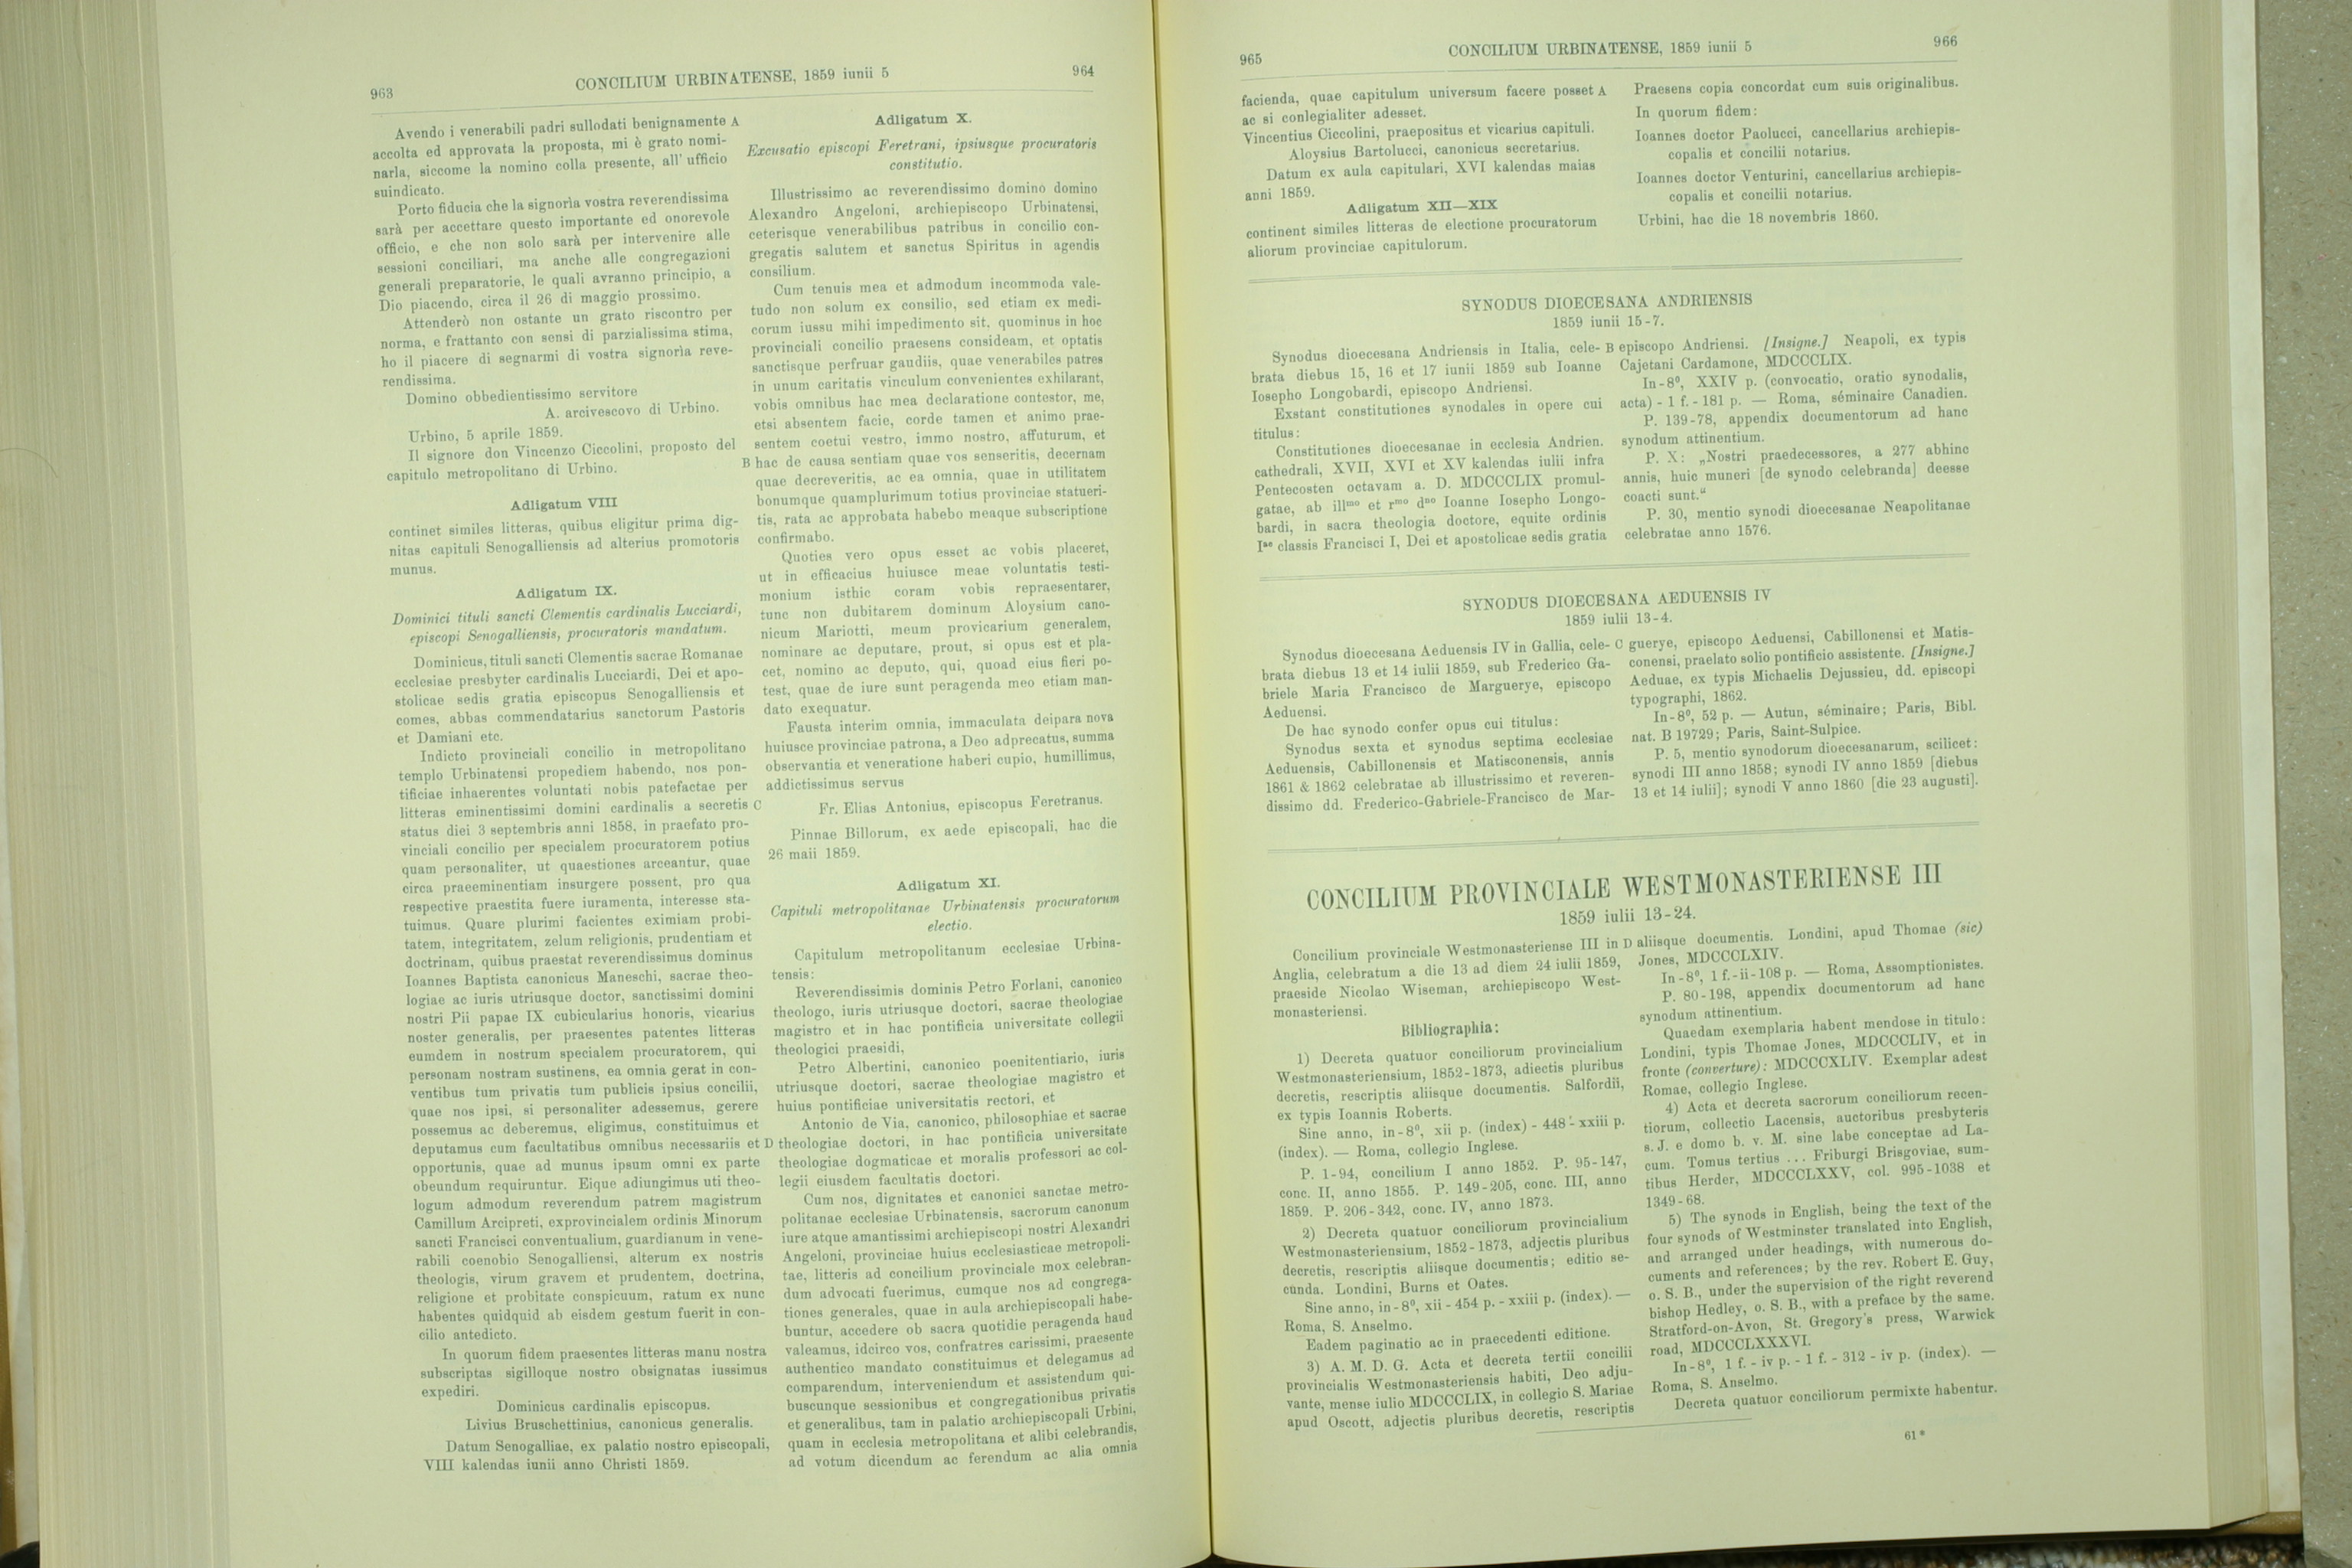 963
CONCILIUM URBINATENSE, 1859 iunii 5
964
Avendo i venerabili padri sullodati benignamente A
accolta ed approvata la proposta, mi è grato nomi-
narla, siccome la nomino colla presente, all' ufficio
suindicato.
Porto fiducia che la signorìa vostra reverendissima
sarà per accettare questo importante ed onorevole
officio, e che non solo sarà per intervenire alle
sessioni conciliari, ma anche alle congregazioni
generali preparatorie, le quali avranno principio, a
Dio piacendo, circa il 26 di maggio prossimo.
Attenderò non ostante un grato riscontro per
norma, e frattanto con sensi di parzialissima stima,
ho il piacere di segnarmi di vostra signorìa reve-
rendissima.
Domino obbedientissimo servitore
A. arcivescovo di Urbino.
Urbino, 5 aprile 1859.
Il signore don Vincenzo Ciccolini, proposto del
capitulo metropolitano di Urbino.
Adligatum VIII
continet similes litteras, quibus eligitur prima dig-
nitas capituli Senogalliensis ad alterius promotoris
munus.
Adligatum IX.
Dominici tituli sancti Clementis cardinalis Lucciardi,
episcopi Senogalliensis, procuratoris mandatum.
Dominicus, tituli sancti Clementis sacrae Romanae
ecclesiae presbyter cardinalis Lucciardi, Dei et apo-
stolicae sedis gratia episcopus Senogalliensis et
comes, abbas commendatarius sanctorum Pastoris
et Damiani etc.
Indicto provinciali concilio in metropolitano
templo Urbinatensi propediem habendo, nos pon-
tificiae inhaerentes voluntati nobis patefactae per
litteras eminentissimi domini cardinalis a secretis C
status diei 3 septembris anni 1858, in praefato pro-
vinciali concilio per specialem procuratorem potius
quam personaliter, ut quaestiones arceantur, quae
circa praeeminentiam insurgere possent, pro qua
respective praestita fuere iuramenta, interesse sta-
tuimus. Quare plurimi facientes eximiam probi-
tatem, integritatem, zelum religionis, prudentiam et
doctrinam, quibus praestat reverendissimus dominus
Ioannes Baptista canonicus Maneschi, sacrae theo-
logiae ac iuris utriusque doctor, sanctissimi domini
nostri Pii papae IX cubicularius honoris, vicarius
noster generalis, per praesentes patentes litteras
eumdem in nostrum specialem procuratorem, qui
personam nostram sustinens, ea omnia gerat in con-
ventibus tum privatis tum publicis ipsius concilii,
quae nos ipsi, si personaliter adessemus, gerere
possemus ac deberemus, eligimus, constituimus et
deputamus cum facultatibus omnibus necessariis et D
opportunis, quae ad munus ipsum omni ex parte
obeundum requiruntur. Eique adiungimus uti theo-
logum admodum reverendum patrem magistrum
Camillum Arcipreti, exprovincialem ordinis Minorum
sancti Francisci conventualium, guardianum in vene-
rabili coenobio Senogalliensi, alterum ex nostris
theologis, virum gravem et prudentem, doctrina,
religione et probitate conspicuum, ratum ex nunc
habentes quidquid ab eisdem gestum fuerit in con-
cilio antedicto.
In quorum fidem praesentes litteras manu nostra
subscriptas sigilloque nostro obsignatas iussimus
expediri.
Dominicus cardinalis episcopus.
Livius Bruschettinius, canonicus generalis.
Datum Senogalliae, ex palatio nostro episcopali,
VIII kalendas iunii anno Christi 1859.
Adligatum X.
Excusatio episcopi Feretrani, ipsiusque procuratoris
constitutio.
Illustrissimo ac reverendissimo domino domino
Alexandro Angeloni, archiepiscopo Urbinatensi,
ceterisque venerabilibus patribus in concilio con-
gregatis salutem et sanctus Spiritus in agendis
consilium.
Cum tenuis mea et admodum incommoda vale-
tudo non solum ex consilio, sed etiam ex medi-
corum iussu mihi impedimento sit, quominus in hoc
provinciali concilio praesens consideam, et optatis
sanctisque perfruar gaudiis, quae venerabiles patres
in unum caritatis vinculum convenientes exhilarant,
vobis omnibus hac mea declaratione contestor, me,
etsi absentem facie, corde tamen et animo prae-
sentem coetui vestro, immo nostro, affuturum, et
B hac de causa sentiam quae vos senseritis, decernam
quae decreveritis, ac ea omnia, quae in utilitatem
bonumque quamplurimum totius provinciae statueri-
tis, rata ac approbata habebo meaque subscriptione
confirmabo.
Quoties vero opus esset ac vobis placeret,
ut in efficacius huiusce meae voluntatis testi-
monium isthic coram vobis repraesentarer,
tunc non dubitarem dominum Aloysium cano-
nicum Mariotti, meum provicarium generalem,
nominare ac deputare, prout, si opus est et pla-
cet, nomino ac deputo, qui, quoad eius fieri po-
test, quae de iure sunt peragenda meo etiam man-
dato exequatur.
Fausta interim omnia, immaculata deipara nova
huiusce provinciae patrona, a Deo adprecatus, summa
observantia et veneratione haberi cupio, humillimus,
addictissimus servus
Fr. Elias Antonius, episcopus Feretranus.
Pinnae Billorum, ex aede episcopali, hac die
26 maii 1859.
Adligatum XI.
Capituli metropolitanae Urbinatensis procuratorum
electio.
Capitulum metropolitanum ecclesiae Urbina-
tensis:
Reverendissimis dominis Petro Forlani, canonico
theologo, iuris utriusque doctori, sacrae theologiae
magistro et in hac pontificia universitate collegii
theologici praesidi,
Petro Albertini, canonico poenitentiario, iuris
utriusque doctori, sacrae theologiae magistro et
huius pontificiae universitatis rectori, et
Antonio de Via, canonico, philosophiae et sacrae
theologiae doctori, in hac pontificia universitate
theologiae dogmaticae et moralis professori ac col-
legii eiusdem facultatis doctori.
Cum nos, dignitates et canonici sanctae metro-
politanae ecclesiae Urbinatensis, sacrorum canonum
iure atque amantissimi archiepiscopi nostri Alexandri
Angeloni, provinciae huius ecclesiasticae metropoli-
tae, litteris ad concilium provinciale mox celebran-
dum advocati fuerimus, cumque nos ad congrega-
tiones generales, quae in aula archiepiscopali habe-
buntur, accedere ob sacra quotidie peragenda haud
valeamus, idcirco vos, confratres carissimi, praesente
authentico mandato constituimus et delegamus ad
comparendum, interveniendum et assistendum qui-
buscunque sessionibus et congregationibus privatis
et generalibus, tam in palatio archiepiscopali Urbini,
quam in ecclesia metropolitana et alibi celebrandis,
ad votum dicendum ac ferendum ac alia omnia
965
CONCILIUM URBINATENSE, 1859 iunii 5
966
facienda, quae capitulum universum facere posset A
ac si conlegialiter adesset.
Vincentius Ciccolini, praepositus et vicarius capituli.
Aloysius Bartolucci, canonicus secretarius.
Datum ex aula capitulari, XVI kalendas maias
anni 1859.
Adligatum XII—XIX
continent similes litteras de electione procuratorum
aliorum provinciae capitulorum.
Praesens copia concordat cum suis originalibus.
In quorum fidem:
Ioannes doctor Paolucci, cancellarius archiepis-
copalis et concilii notarius.
Ioannes doctor Venturini, cancellarius archiepis-
copalis et concilii notarius.
Urbini, hac die 18 novembris 1860.
SYNODUS DIOECESANA ANDRIENSIS
1859 iunii 15-7.
Synodus dioecesana Andriensis in Italia, cele- B
brata diebus 15, 16 et 17 iunii 1859 sub Ioanne
Iosepho Longobardi, episcopo Andriensi.
Exstant constitutiones synodales in opere cui
titulus:
Constitutiones dioecesanae in ecclesia Andrien.
cathedrali, XVII, XVI et XV kalendas iulii infra
Pentecosten octavam a. D. MDCCCLIX promul-
gatae, ab illmo et rmo dno Ioanne Iosepho Longo-
bardi, in sacra theologia doctore, equite ordinis
Iae classis Francisci I, Dei et apostolicae sedis gratia
episcopo Andriensi. [Insigne.] Neapoli, ex typis
Cajetani Cardamone, MDCCCLIX.
In-8⁰, XXIV p. (convocatio, oratio synodalis,
acta) - 1 f. - 181 p. — Roma, séminaire Canadien.
P. 139-78, appendix documentorum ad hanc
synodum attinentium.
P. X: „Nostri praedecessores, a 277 abhinc
annis, huic muneri [de synodo celebranda] deesse
coacti sunt.“
P. 30, mentio synodi dioecesanae Neapolitanae
celebratae anno 1576.
SYNODUS DIOECESANA AEDUENSIS IV
1859 iulii 13-4.
Synodus dioecesana Aeduensis IV in Gallia, cele- C
brata diebus 13 et 14 iulii 1859, sub Frederico Ga-
briele Maria Francisco de Marguerye, episcopo
Aeduensi.
De hac synodo confer opus cui titulus:
Synodus sexta et synodus septima ecclesiae
Aeduensis, Cabillonensis et Matisconensis, annis
1861 & 1862 celebratae ab illustrissimo et reveren-
dissimo dd. Frederico-Gabriele-Francisco de Mar-
guerye, episcopo Aeduensi, Cabillonensi et Matis-
conensi, praelato solio pontificio assistente. [Insigne.]
Aeduae, ex typis Michaelis Dejussieu, dd. episcopi
typographi, 1862.
In-8⁰, 52 p. — Autun, séminaire; Paris, Bibl.
nat. B 19729; Paris, Saint-Sulpice.
P. 5, mentio synodorum dioecesanarum, scilicet:
synodi III anno 1858; synodi IV anno 1859 [diebus
13 et 14 iulii]; synodi V anno 1860 [die 23 augusti].
CONCILIUM PROVINCIALE WESTMONASTERIENSE III
1859 iulii 13-24.
Concilium provinciale Westmonasteriense III in D
Anglia, celebratum a die 13 ad diem 24 iulii 1859,
praeside Nicolao Wiseman, archiepiscopo West-
monasteriensi.
Bibliographia:
1) Decreta quatuor conciliorum provincialium
Westmonasteriensium, 1852-1873, adiectis pluribus
decretis, rescriptis aliisque documentis. Salfordii,
ex typis Ioannis Roberts.
Sine anno, in-8⁰, xii p. (index) - 448 - xxiii p.
(index). — Roma, collegio Inglese.
P. 1-94, concilium I anno 1852. P. 95-147,
conc. II, anno 1855. P. 149-205, conc. III, anno
1859. P. 206-342, conc. IV, anno 1873.
2) Decreta quatuor conciliorum provincialium
Westmonasteriensium, 1852-1873, adjectis pluribus
decretis, rescriptis aliisque documentis; editio se-
cunda. Londini, Burns et Oates.
Sine anno, in-8⁰, xii - 454 p. - xxiii p. (index). —
Roma, S. Anselmo.
Eadem paginatio ac in praecedenti editione.
3) A. M. D. G. Acta et decreta tertii concilii
provincialis Westmonasteriensis habiti, Deo adju-
vante, mense iulio MDCCCLIX, in collegio S. Mariae
apud Oscott, adjectis pluribus decretis, rescriptis
aliisque documentis. Londini, apud Thomae (sic)
Jones, MDCCCLXIV.
In-8⁰, 1 f.-ii-108 p. — Roma, Assomptionistes.
P. 80-198, appendix documentorum ad hanc
synodum attinentium.
Quaedam exemplaria habent mendose in titulo:
Londini, typis Thomae Jones, MDCCCLIV, et in
fronte (converture): MDCCCXLIV. Exemplar adest
Romae, collegio Inglese.
4) Acta et decreta sacrorum conciliorum recen-
tiorum, collectio Lacensis, auctoribus presbyteris
s. J. e domo b. v. M. sine labe conceptae ad La-
cum. Tomus tertius ... Friburgi Brisgoviae, sum-
tibus Herder, MDCCCLXXV, col. 995-1038 et
1349-68.
5) The synods in English, being the text of the
four synods of Westminster translated into English,
and arranged under headings, with numerous do-
cuments and references; by the rev. Robert E. Guy,
o. S. B., under the supervision of the right reverend
bishop Hedley, o. S. B., with a preface by the same.
Stratford-on-Avon, St. Gregory's press, Warwick
road, MDCCCLXXXVI.
In-8⁰, 1 f. - iv p. - 1 f. - 312 - iv p. (index). —
Roma, S. Anselmo.
Decreta quatuor conciliorum permixte habentur.
61*